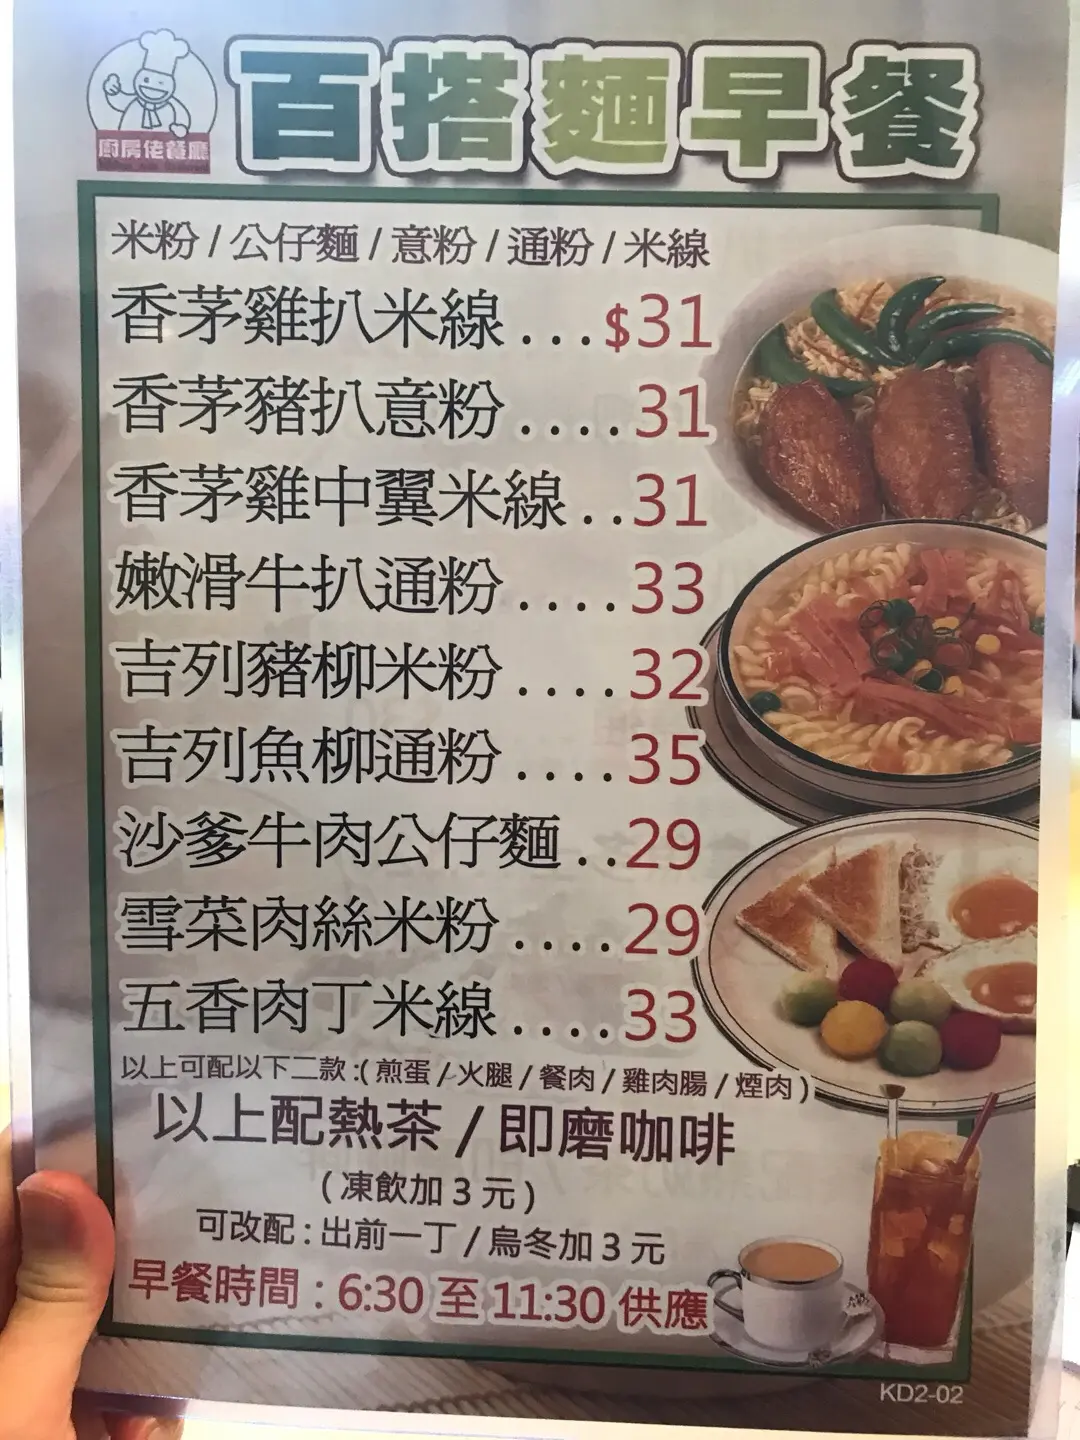 廚房佬餐廳
百搭麵早餐
米粉 / 公仔麵 / 意粉 / 通粉 / 米線
香茅雞扒米線 ... $31
香茅豬扒意粉 .... 31
香茅雞中翼米線 .. 31
嫩滑牛扒通粉 .... 33
吉列豬柳米粉 .... 32
吉列魚柳通粉 .... 35
沙爹牛肉公仔麵 .. 29
雪菜肉絲米粉 .... 29
五香肉丁米線 .... 33
以上可配以下二款:( 煎蛋 / 火腿 / 餐肉 / 雞肉腸 / 煙肉 )
以上配熱茶 / 即磨咖啡
( 凍飲加 3 元 )
可改配 : 出前一丁 / 烏冬加 3 元
早餐時間 : 6:30 至 11:30 供應
KD2-02